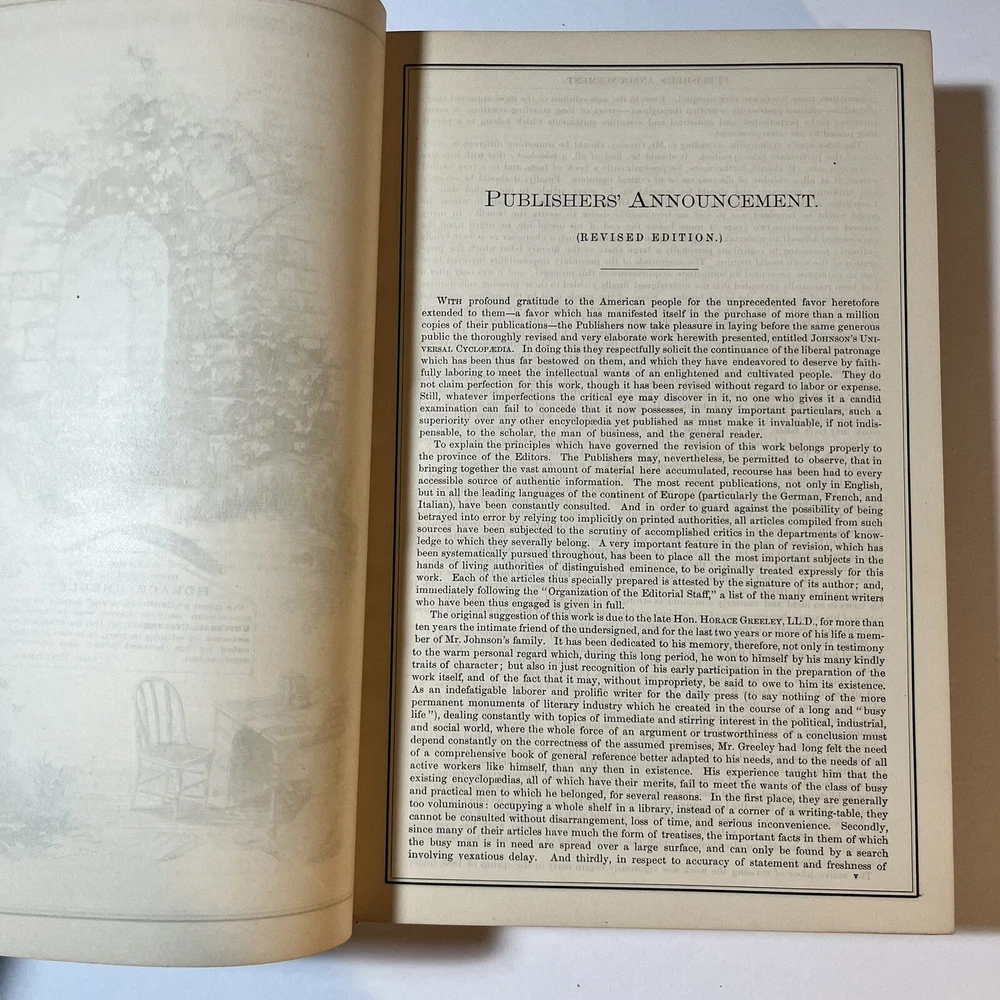 PUBLISHERS' ANNOUNCEMENT.
(REVISED EDITION.)
WITH profound gratitude to the American people for the unprecedented favor heretofore
extended to them—a favor which has manifested itself in the purchase of more than a million
copies of their publications—the Publishers now take pleasure in laying before the same generous
public the thoroughly revised and very elaborate work herewith presented, entitled JOHNSON'S UNI-
VERSAL CYCLOPÆDIA. In doing this they respectfully solicit the continuance of the liberal patronage
which has been thus far bestowed on them, and which they have endeavored to deserve by faith-
fully laboring to meet the intellectual wants of an enlightened and cultivated people. They do
not claim perfection for this work, though it has been revised without regard to labor or expense.
Still, whatever imperfections the critical eye may discover in it, no one who gives it a candid
examination can fail to concede that it now possesses, in many important particulars, such a
superiority over any other encyclopædia yet published as must make it invaluable, if not indis-
pensable, to the scholar, the man of business, and the general reader.
To explain the principles which have governed the revision of this work belongs properly to
the province of the Editors. The Publishers may, nevertheless, be permitted to observe, that in
bringing together the vast amount of material here accumulated, recourse has been had to every
accessible source of authentic information. The most recent publications, not only in English,
but in all the leading languages of the continent of Europe (particularly the German, French, and
Italian), have been constantly consulted. And in order to guard against the possibility of being
betrayed into error by relying too implicitly on printed authorities, all articles compiled from such
sources have been subjected to the scrutiny of accomplished critics in the departments of know-
ledge to which they severally belong. A very important feature in the plan of revision, which has
been systematically pursued throughout, has been to place all the most important subjects in the
hands of living authorities of distinguished eminence, to be originally treated expressly for this
work. Each of the articles thus specially prepared is attested by the signature of its author; and,
immediately following the "Organization of the Editorial Staff," a list of the many eminent writers
who have been thus engaged is given in full.
The original suggestion of this work is due to the late Hon. HORACE GREELEY, LL.D., for more than
ten years the intimate friend of the undersigned, and for the last two years or more of his life a mem-
ber of Mr. Johnson's family. It has been dedicated to his memory, therefore, not only in testimony
to the warm personal regard which, during this long period, he won to himself by his many kindly
traits of character; but also in just recognition of his early participation in the preparation of the
work itself, and of the fact that it may, without impropriety, be said to owe to him its existence.
As an indefatigable laborer and prolific writer for the daily press (to say nothing of the more
permanent monuments of literary industry which he created in the course of a long and "busy
life"), dealing constantly with topics of immediate and stirring interest in the political, industrial,
and social world, where the whole force of an argument or trustworthiness of a conclusion must
depend constantly on the correctness of the assumed premises, Mr. Greeley had long felt the need
of a comprehensive book of general reference better adapted to his needs, and to the needs of all
active workers like himself, than any then in existence. His experience taught him that the
existing encyclopædias, all of which have their merits, fail to meet the wants of the class of busy
and practical men to which he belonged, for several reasons. In the first place, they are generally
too voluminous: occupying a whole shelf in a library, instead of a corner of a writing-table, they
cannot be consulted without disarrangement, loss of time, and serious inconvenience. Secondly,
since many of their articles have much the form of treatises, the important facts in them of which
the busy man is in need are spread over a large surface, and can only be found by a search
involving vexatious delay. And thirdly, in respect to accuracy of statement and freshness of
v